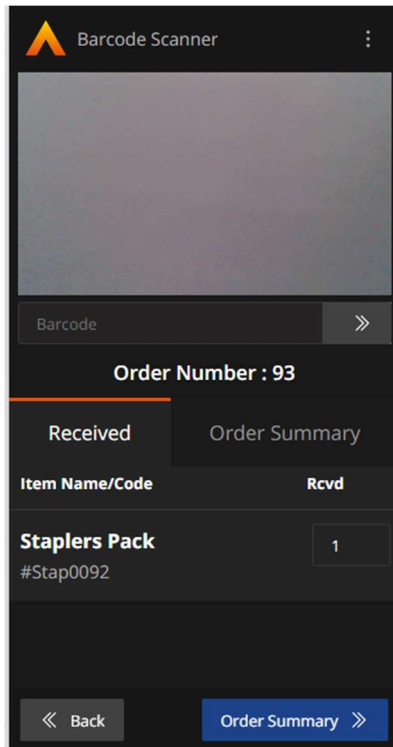 Barcode Scanner
Barcode
Order Number : 93
Received Order Summary
Item Name/Code Rcvd
Staplers Pack 1
#Stap0092
Back Order Summary